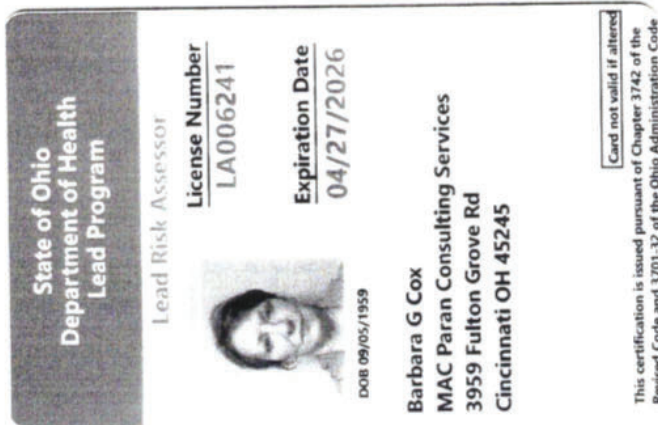 State of Ohio
Department of Health
Lead Program
Lead Risk Assessor
License Number
LA006241
Expiration Date
04/27/2026
DOB 09/05/1959
Barbara G Cox
MAC Paran Consulting Services
3959 Fulton Grove Rd
Cincinnati OH 45245
Card not valid if altered
This certification is issued pursuant of Chapter 3742 of the
Revised Code and 3701-32 of the Ohio Administration Code